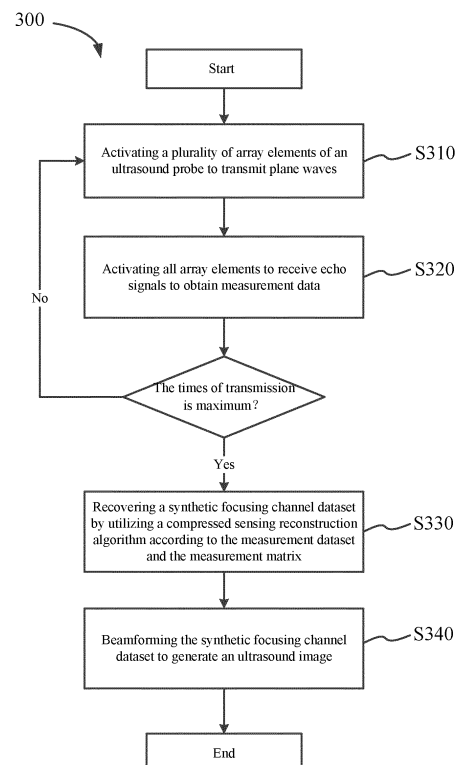 300
Start
Activating a plurality of array elements of an
ultrasound probe to transmit plane waves
S310
Activating all array elements to receive echo
signals to obtain measurement data
S320
No
The times of transmission
is maximum?
Yes
Recovering a synthetic focusing channel dataset
by utilizing a compressed sensing reconstruction
algorithm according to the measurement dataset
and the measurement matrix
S330
Beamforming the synthetic focusing channel
dataset to generate an ultrasound image
S340
End